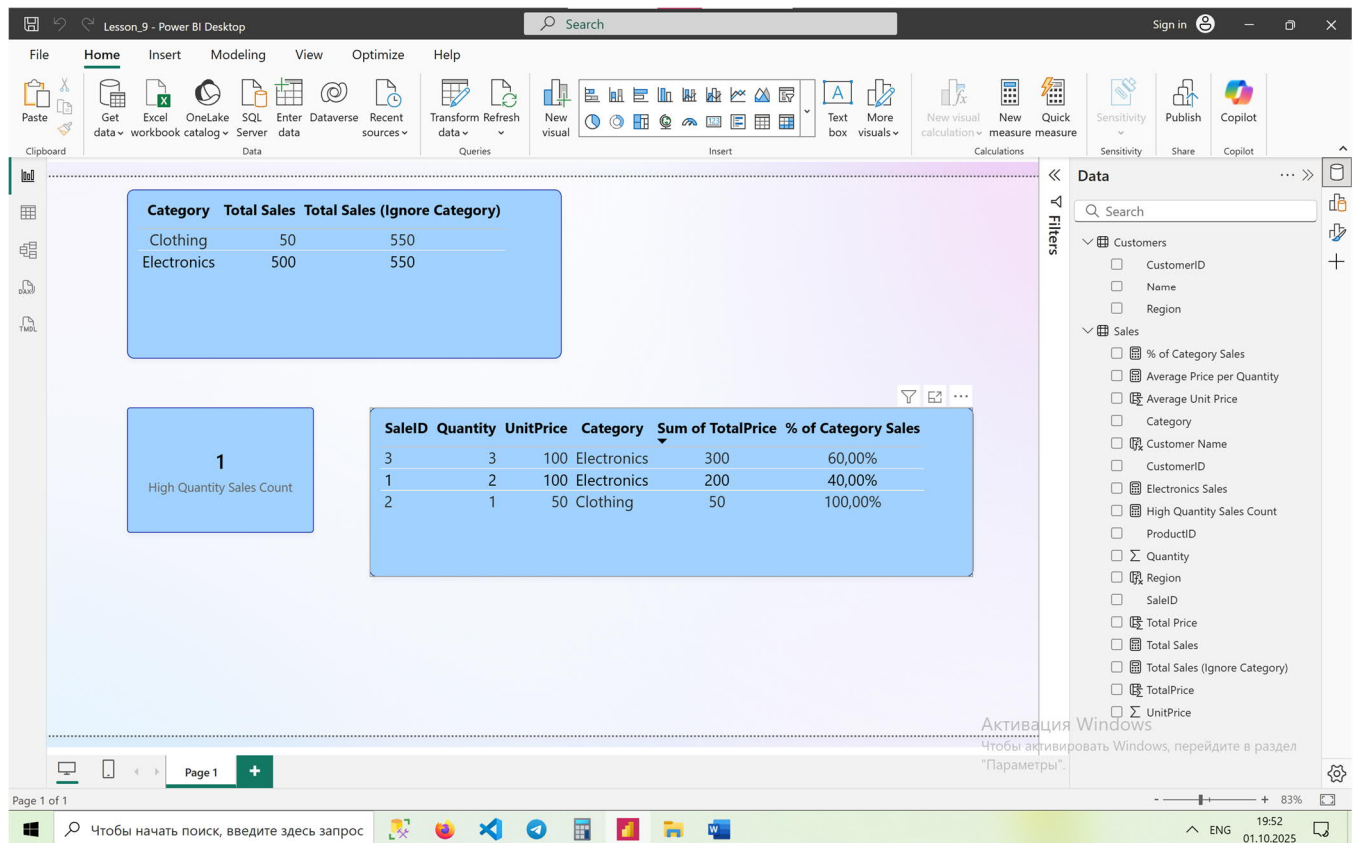 Lesson_9 - Power BI Desktop
Search
Sign in
File Home Insert Modeling View Optimize Help
Paste
Get data
Excel workbook
OneLake catalog
SQL Server
Enter data
Dataverse
Recent sources
Transform data
Refresh
New visual
Text box
More visuals
New visual calculation
New measure
Quick measure
Sensitivity
Publish
Copilot
Clipboard Data Queries Insert Calculations Sensitivity Share Copilot
DAX
TMDL
Category Total Sales Total Sales (Ignore Category)
Clothing 50 550
Electronics 500 550
1
High Quantity Sales Count
SaleID Quantity UnitPrice Category Sum of TotalPrice % of Category Sales
3 3 100 Electronics 300 60,00%
1 2 100 Electronics 200 40,00%
2 1 50 Clothing 50 100,00%
Filters
Data
Search
Customers
CustomerID
Name
Region
Sales
% of Category Sales
Average Price per Quantity
Average Unit Price
Category
Customer Name
CustomerID
Electronics Sales
High Quantity Sales Count
ProductID
Quantity
Region
SaleID
Total Price
Total Sales
Total Sales (Ignore Category)
TotalPrice
UnitPrice
Активация Windows
Чтобы активировать Windows, перейдите в раздел
"Параметры".
Page 1
Page 1 of 1
83%
Чтобы начать поиск, введите здесь запрос
ENG
19:52
01.10.2025